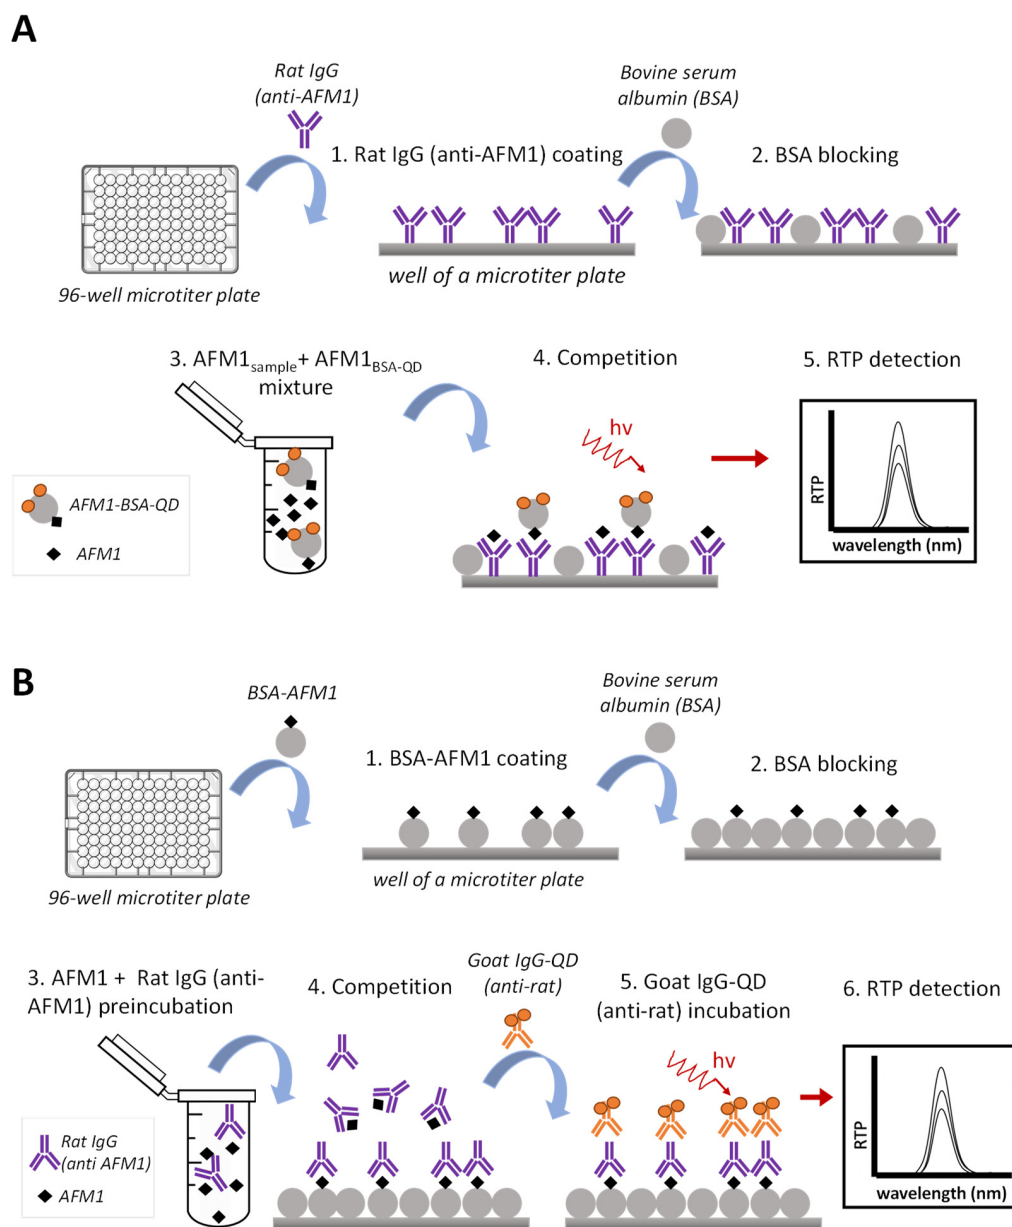 A
Rat IgG
(anti-AFM1)
Bovine serum
albumin (BSA)
1. Rat IgG (anti-AFM1) coating
2. BSA blocking
96-well microtiter plate
well of a microtiter plate
3. AFM1sample + AFM1BSA-QD
mixture
4. Competition
5. RTP detection
hv
AFM1-BSA-QD
AFM1
RTP
wavelength (nm)
B
BSA-AFM1
Bovine serum
albumin (BSA)
1. BSA-AFM1 coating
2. BSA blocking
96-well microtiter plate
well of a microtiter plate
3. AFM1 + Rat IgG (anti-
AFM1) preincubation
4. Competition
Goat IgG-QD
(anti-rat)
5. Goat IgG-QD
(anti-rat) incubation
6. RTP detection
hv
Rat IgG
(anti AFM1)
AFM1
RTP
wavelength (nm)